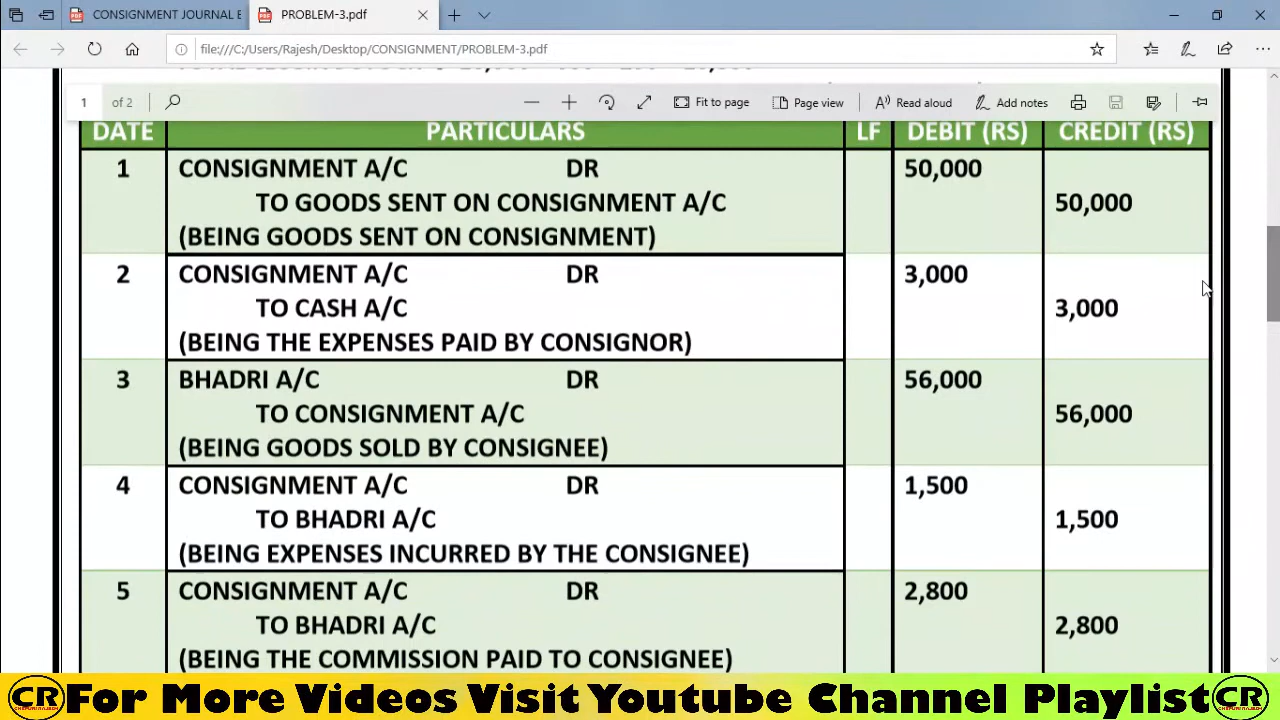 CONSIGNMENT JOURNAL E
PROBLEM-3.pdf
file:///C:/Users/Rajesh/Desktop/CONSIGNMENT/PROBLEM-3.pdf
1 of 2 Fit to page Page view Read aloud Add notes
DATE PARTICULARS LF DEBIT (RS) CREDIT (RS)
1 CONSIGNMENT A/C DR 50,000
TO GOODS SENT ON CONSIGNMENT A/C 50,000
(BEING GOODS SENT ON CONSIGNMENT)
2 CONSIGNMENT A/C DR 3,000
TO CASH A/C 3,000
(BEING THE EXPENSES PAID BY CONSIGNOR)
3 BHADRI A/C DR 56,000
TO CONSIGNMENT A/C 56,000
(BEING GOODS SOLD BY CONSIGNEE)
4 CONSIGNMENT A/C DR 1,500
TO BHADRI A/C 1,500
(BEING EXPENSES INCURRED BY THE CONSIGNEE)
5 CONSIGNMENT A/C DR 2,800
TO BHADRI A/C 2,800
(BEING THE COMMISSION PAID TO CONSIGNEE)
CR For More Videos Visit Youtube Channel Playlist CR